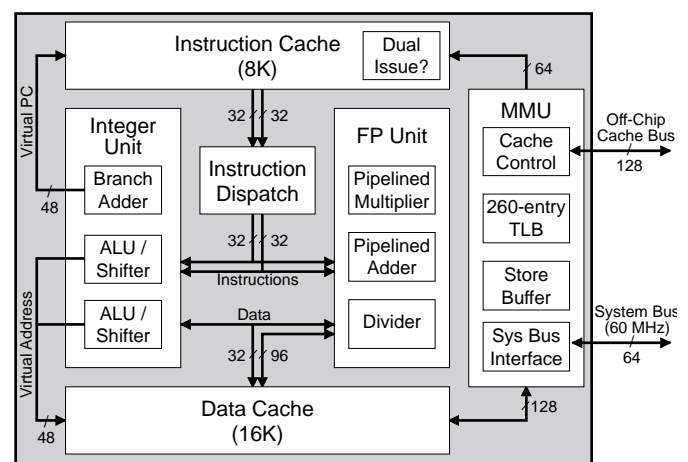 Instruction Cache
(8K)
Dual
Issue?
64
Virtual PC
32
32
MMU
Integer
Unit
FP Unit
Off-Chip
Cache Bus
Cache
Control
128
Branch
Adder
Instruction
Dispatch
Pipelined
Multiplier
48
260-entry
TLB
ALU /
Shifter
32
32
Pipelined
Adder
Instructions
Store
Buffer
Virtual Address
ALU /
Shifter
Data
Divider
System Bus
(60 MHz)
Sys Bus
Interface
64
32
96
Data Cache
(16K)
128
48